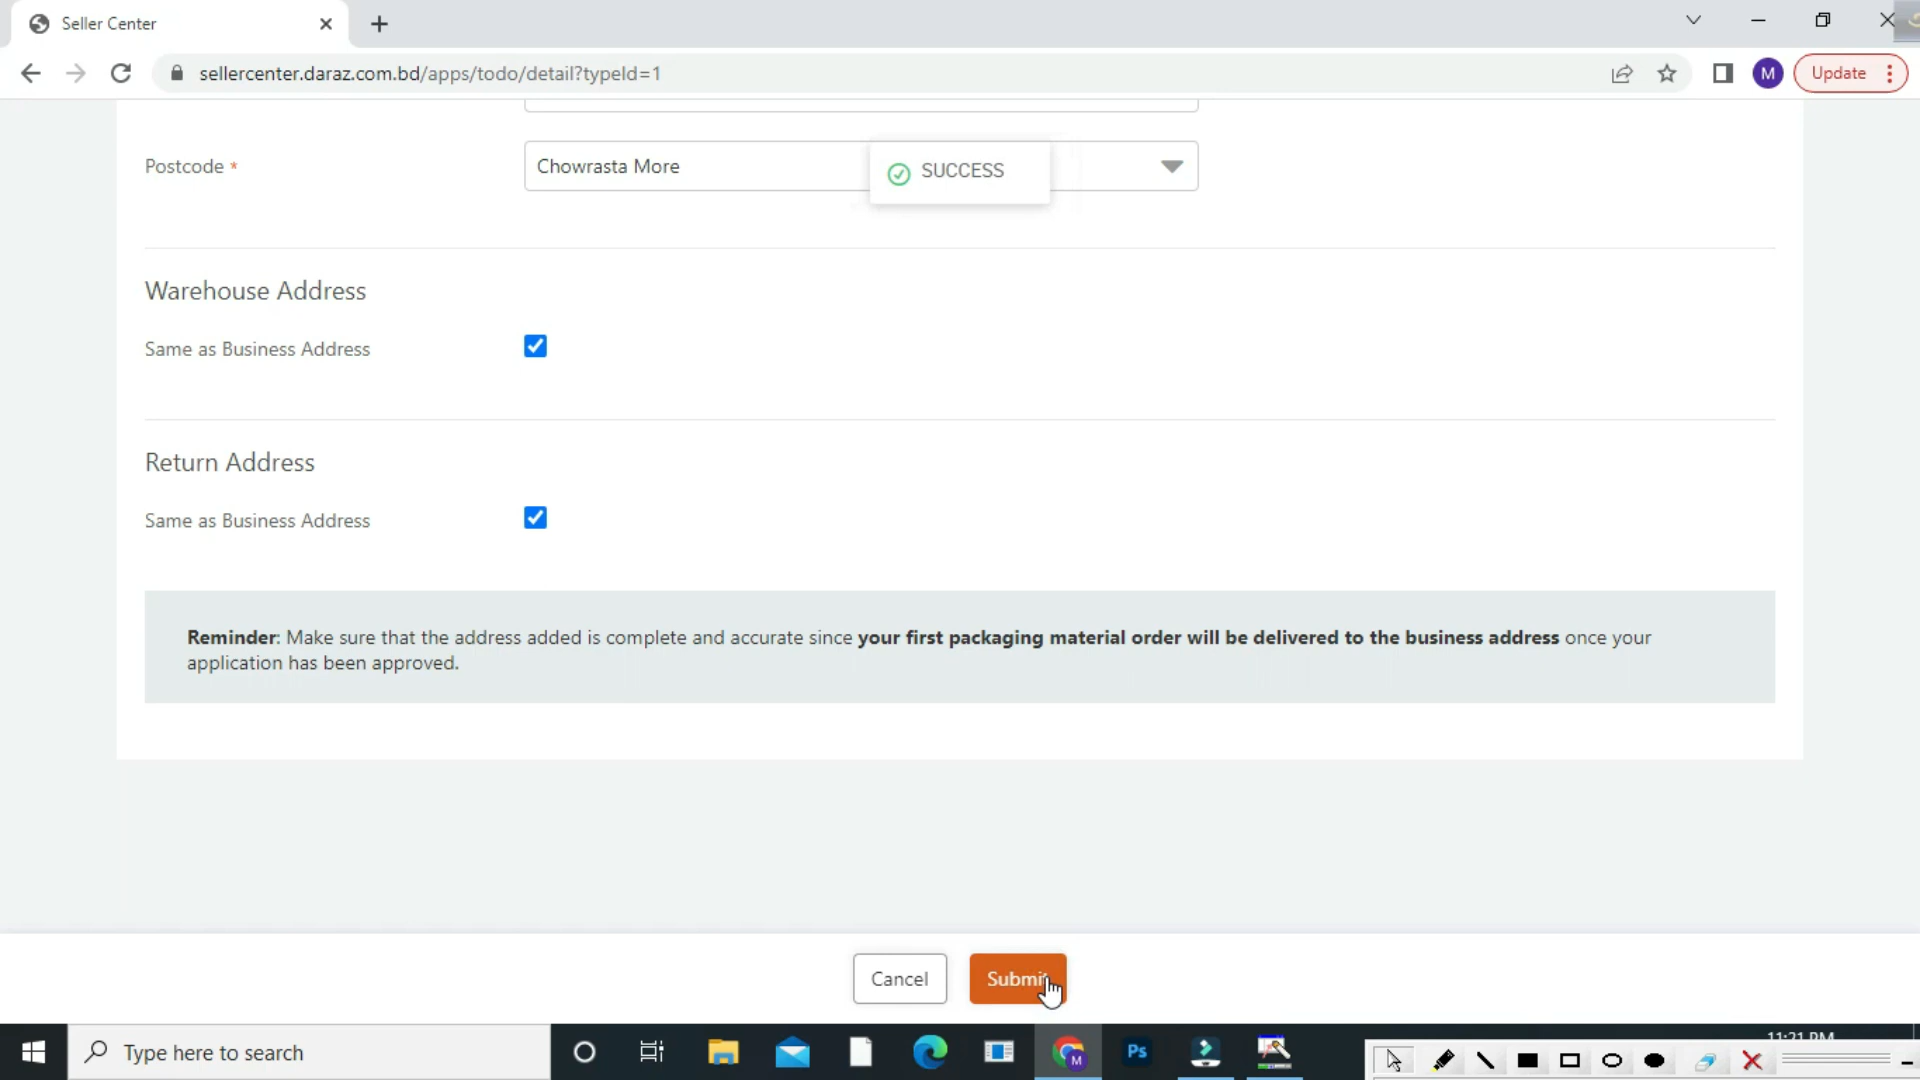 Seller Center
sellercenter.daraz.com.bd/apps/todo/detail?typeId=1
M
Update
Postcode *
Chowrasta More
SUCCESS
Warehouse Address
Same as Business Address
Return Address
Same as Business Address
Reminder: Make sure that the address added is complete and accurate since your first packaging material order will be delivered to the business address once your
application has been approved.
Cancel
Submit
Type here to search
M
Ps
11:21 PM